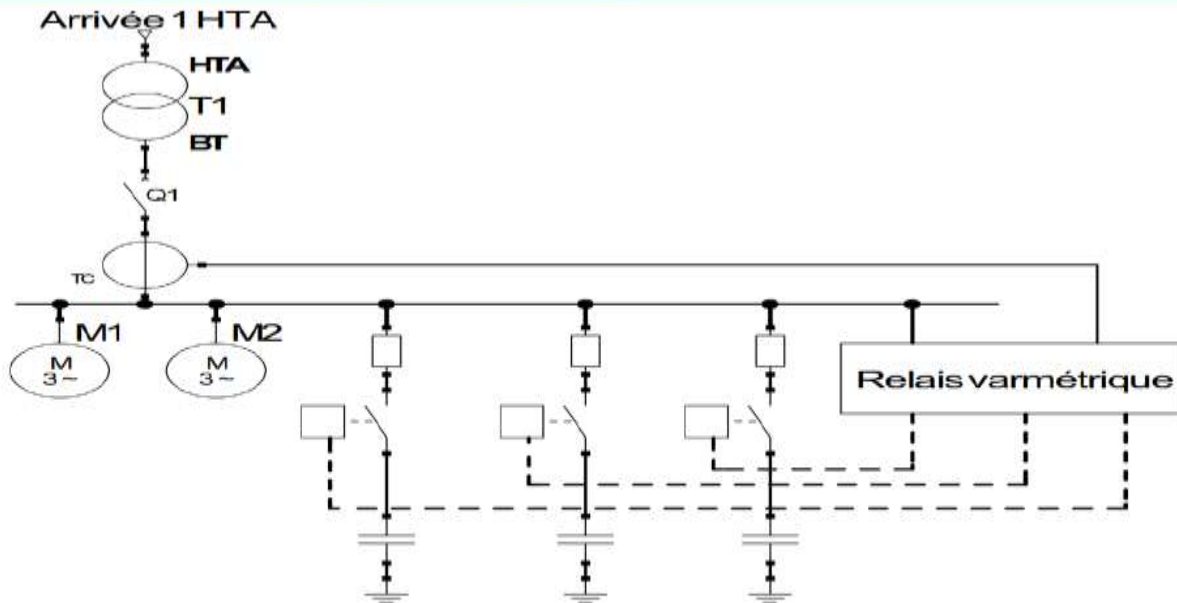 Arrivée 1 HTA
HTA
T1
BT
Q1
TC
M1
M2
M
3 ~
M
3 ~
Relais varmétrique